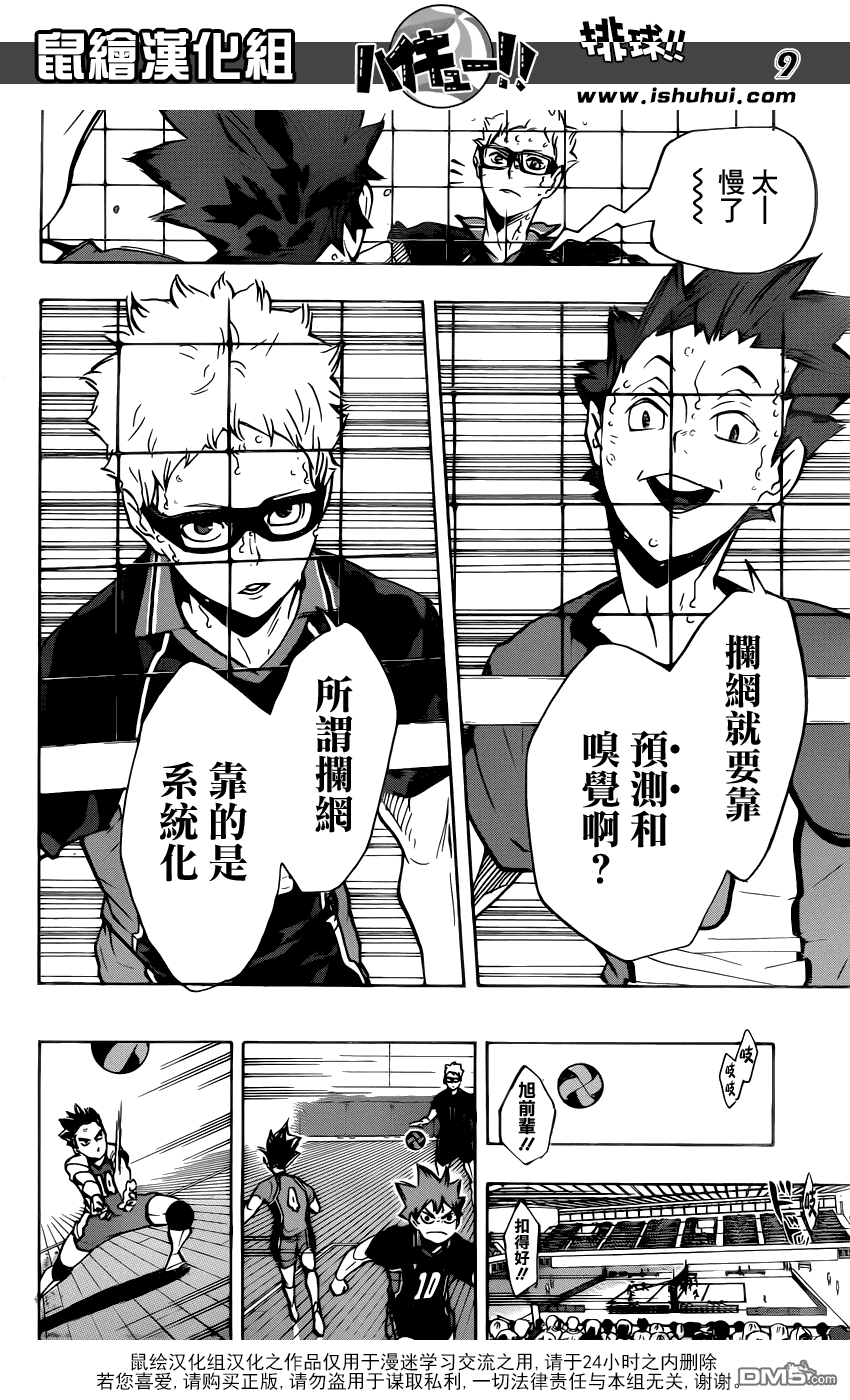 鼠繪漢化組
ハイキュー!!
排球!!
9
www.ishuhui.com
太一
慢了
攔網就要靠
預測和
嗅覺啊?
所謂攔網
靠的是
系統化
吱
吱吱
旭前輩!!
吱
扣得好!!
4
10
鼠绘汉化组汉化之作品仅用于漫迷学习交流之用,请于24小时之内删除
若您喜爱,请购买正版,请勿用于谋取私利,一切法律责任与本组无关,谢谢。
DM5.com